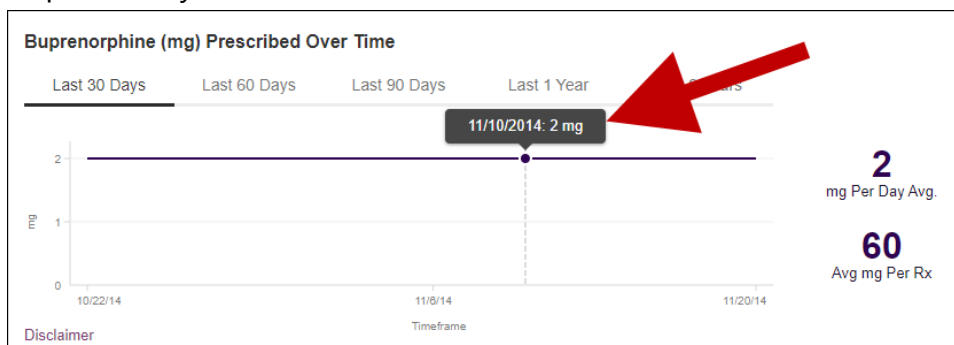 Buprenorphine (mg) Prescribed Over Time
Last 30 Days Last 60 Days Last 90 Days Last 1 Year
11/10/2014: 2 mg
2
1
0
mg
10/22/14 11/6/14 11/20/14
Timeframe
2
mg Per Day Avg.
60
Avg mg Per Rx
Disclaimer